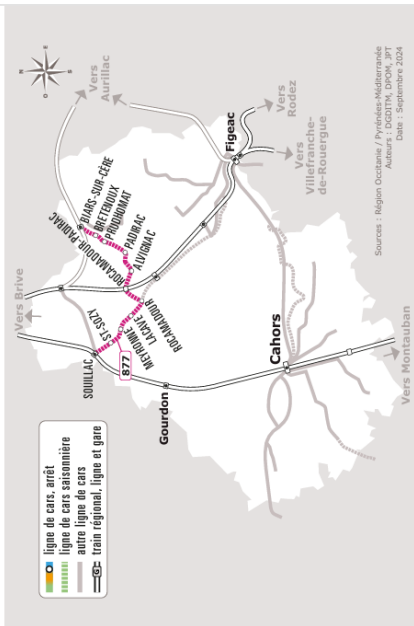 ligne de cars, arrêt
ligne de cars saisonnière
autre ligne de cars
train régional, ligne et gare
G
N
E
S
O
Vers Brive
Vers
Aurillac
SOUILLAC
ST-SOZY
MEYRONNE
LACAVE
ROCAMADOUR
ROCAMADOUR-PADIRAC
ALVIGNAC
PADIRAC
PRUDHOMAT
BRETENOUX
BIARS-SUR-CÈRE
877
Gourdon
Cahors
Figeac
Vers
Rodez
Vers
Villefranche-
de-Rouergue
Vers Montauban
Sources : Région Occitanie / Pyrénées-Méditerranée
Auteurs : DGDITM, DPOM, JPT
Date : Septembre 2024